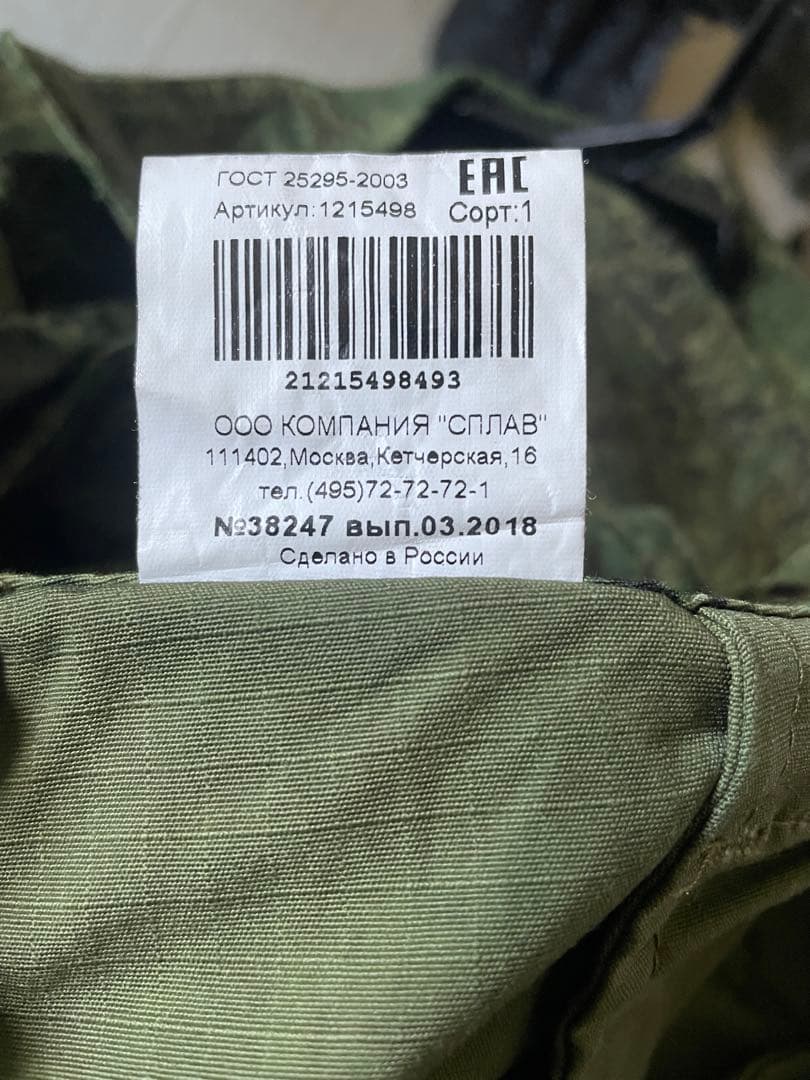 ГОСТ 25295-2003 EAC
Артикул:1215498 Сорт:1
21215498493
ООО КОМПАНИЯ "СПЛАВ"
111402,Москва,Кетчерская,16
тел.(495)72-72-72-1
№38247 вып.03.2018
Сделано в России